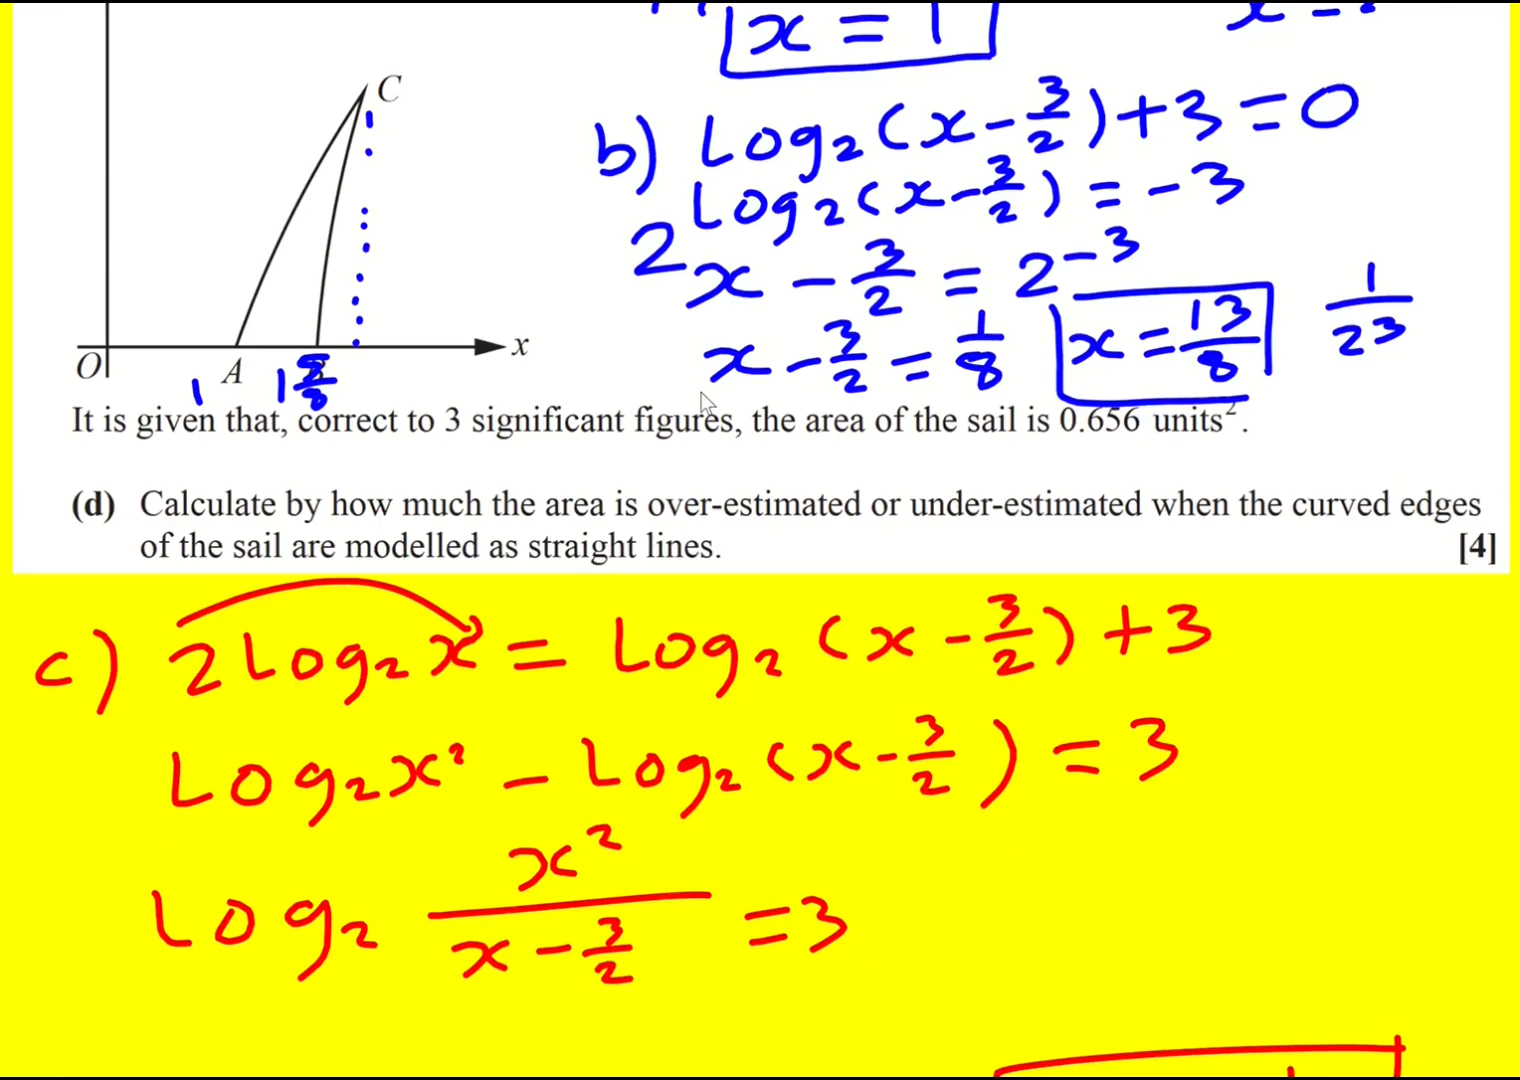 x = 1
b) Log₂(x - 3/2) + 3 = 0
Log₂(x - 3/2) = -3
2
x - 3/2 = 2⁻³
x - 3/2 = 1/8
x = 13/8
1/2³
C
O
A
x
1
1 5/8
It is given that, correct to 3 significant figures, the area of the sail is 0.656 units².
(d) Calculate by how much the area is over-estimated or under-estimated when the curved edges
of the sail are modelled as straight lines.
[4]
c) 2Log₂x² = Log₂(x - 3/2) + 3
Log₂x² - Log₂(x - 3/2) = 3
Log₂ x²/(x - 3/2) = 3